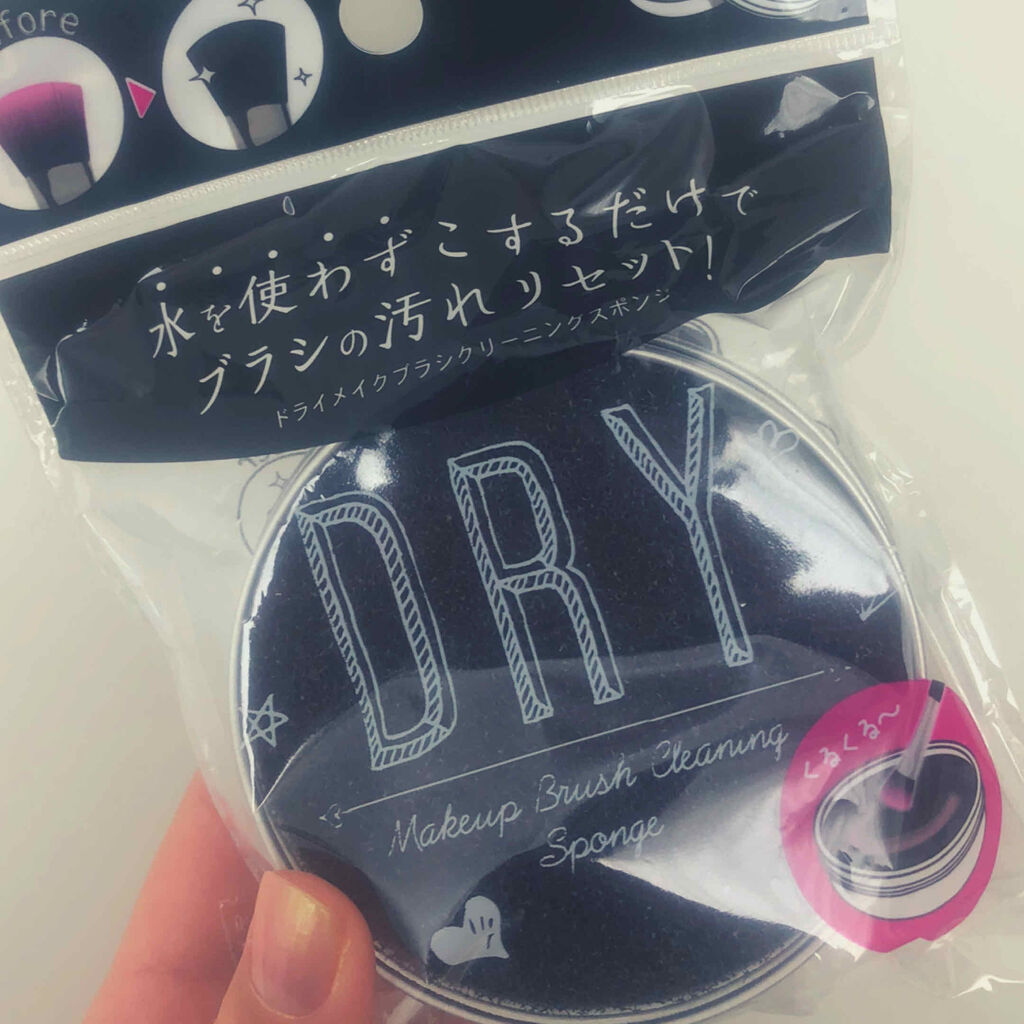 fore
水を使わずこするだけで
ブラシの汚れリセット!
ドライメイクブラシクリーニングスポンジ
DRY
くるくる〜
Makeup Brush Cleaning
Sponge